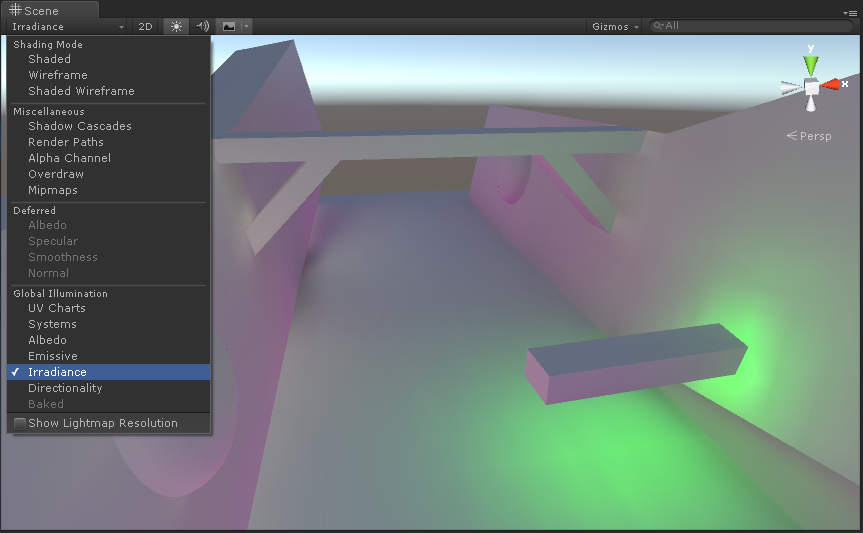 Scene
Irradiance 2D Gizmos All
Shading Mode
Shaded
Wireframe
Shaded Wireframe
Miscellaneous
Shadow Cascades
Render Paths
Alpha Channel
Overdraw
Mipmaps
Deferred
Albedo
Specular
Smoothness
Normal
Global Illumination
UV Charts
Systems
Albedo
Emissive
Irradiance
Directionality
Baked
Show Lightmap Resolution
y
x
Persp